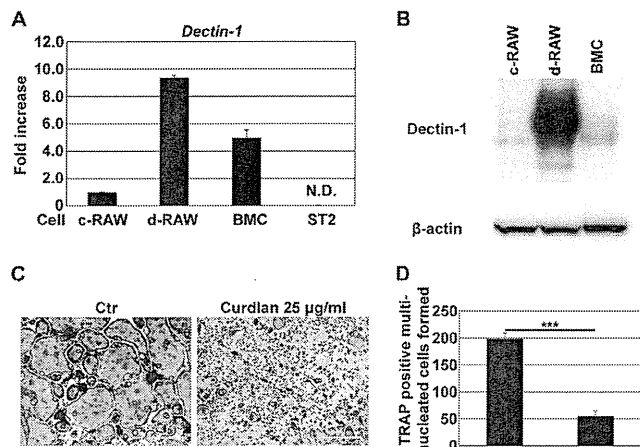 A
Dectin-1
Fold increase
12.0
10.0
8.0
6.0
4.0
2.0
0.0
N.D.
Cell c-RAW d-RAW BMC ST2
B
c-RAW
d-RAW
BMC
Dectin-1
β-actin
C
Ctr
Curdlan 25 µg/ml
D
TRAP positive multi-
nucleated cells formed
250
200
150
100
50
0
***